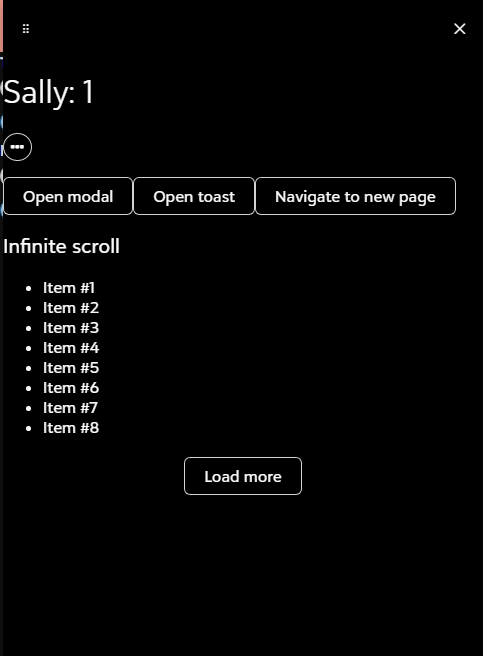 Sally: 1
Open modal Open toast Navigate to new page
Infinite scroll
Item #1
Item #2
Item #3
Item #4
Item #5
Item #6
Item #7
Item #8
Load more